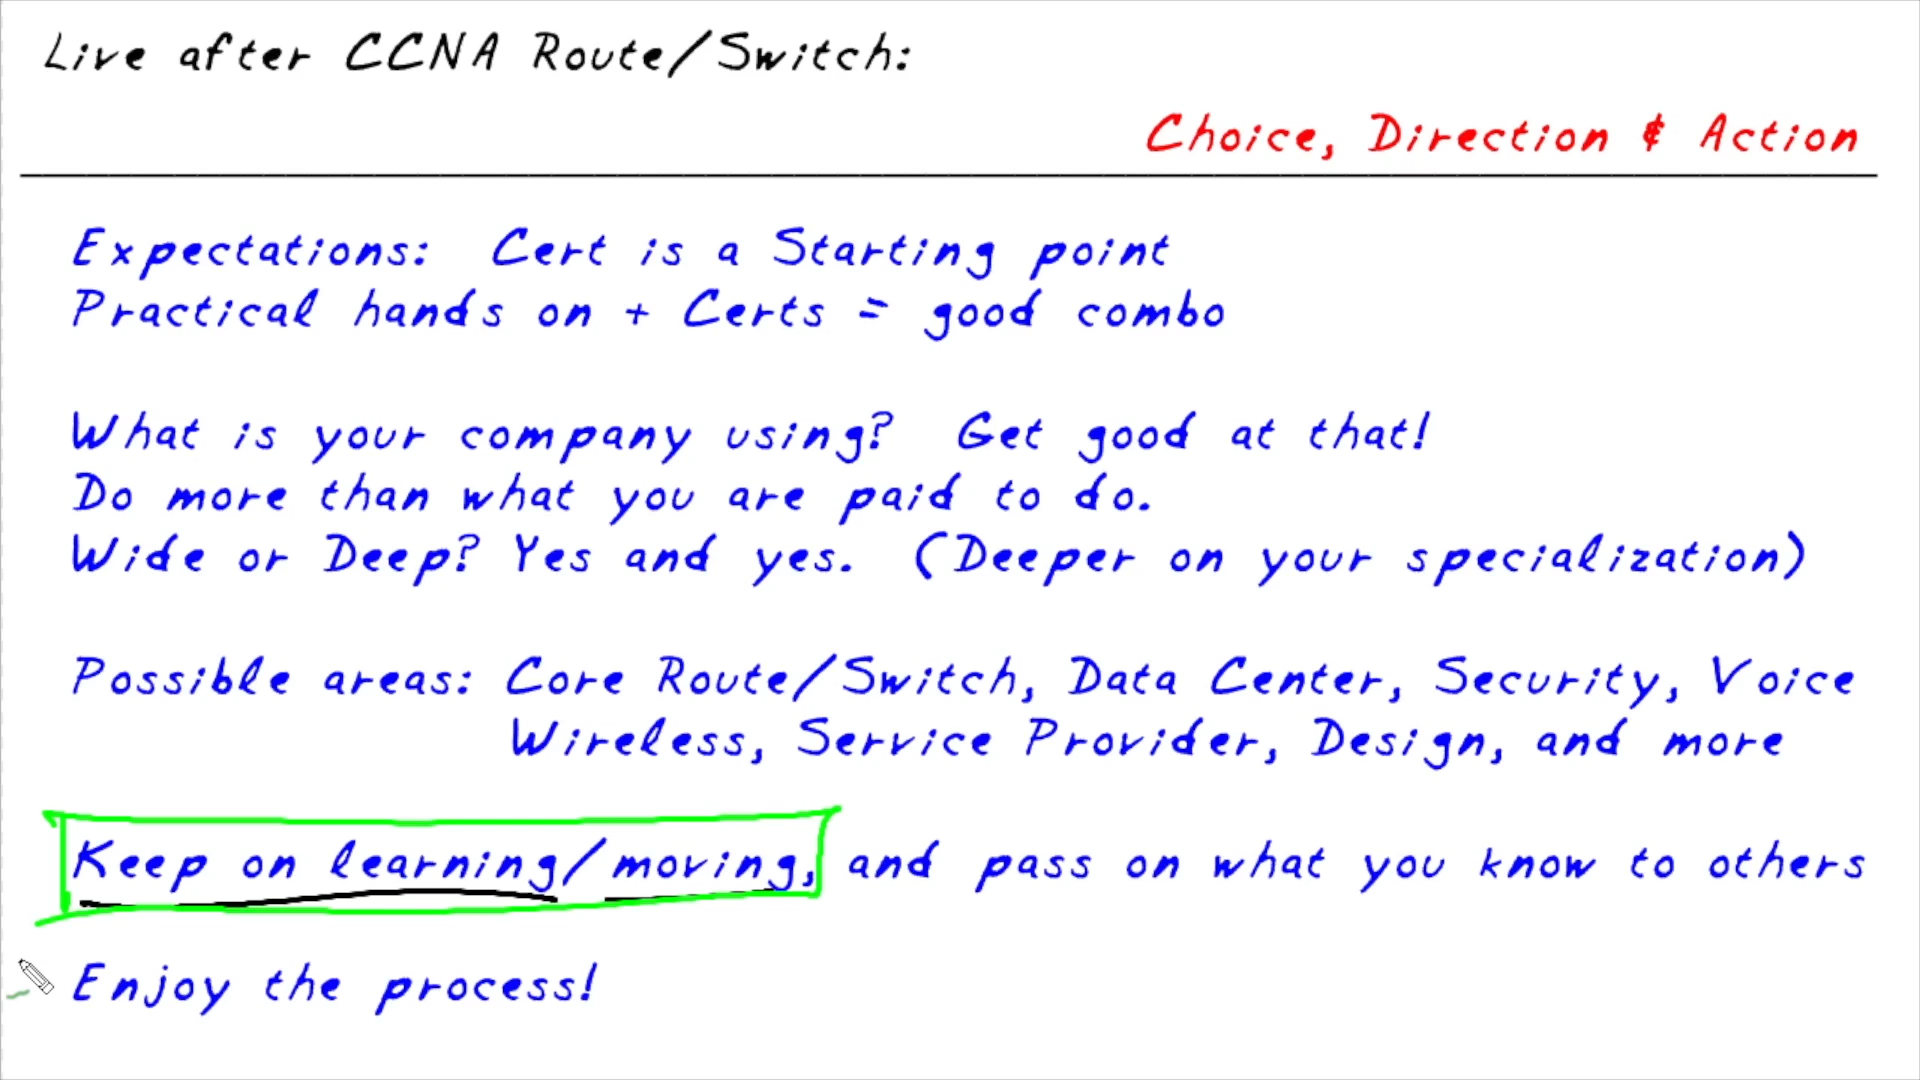 Live after CCNA Route/Switch:
Choice, Direction & Action
Expectations: Cert is a Starting point
Practical hands on + Certs = good combo
What is your company using? Get good at that!
Do more than what you are paid to do.
Wide or Deep? Yes and yes. (Deeper on your specialization)
Possible areas: Core Route/Switch, Data Center, Security, Voice
Wireless, Service Provider, Design, and more
Keep on learning/moving, and pass on what you know to others
Enjoy the process!